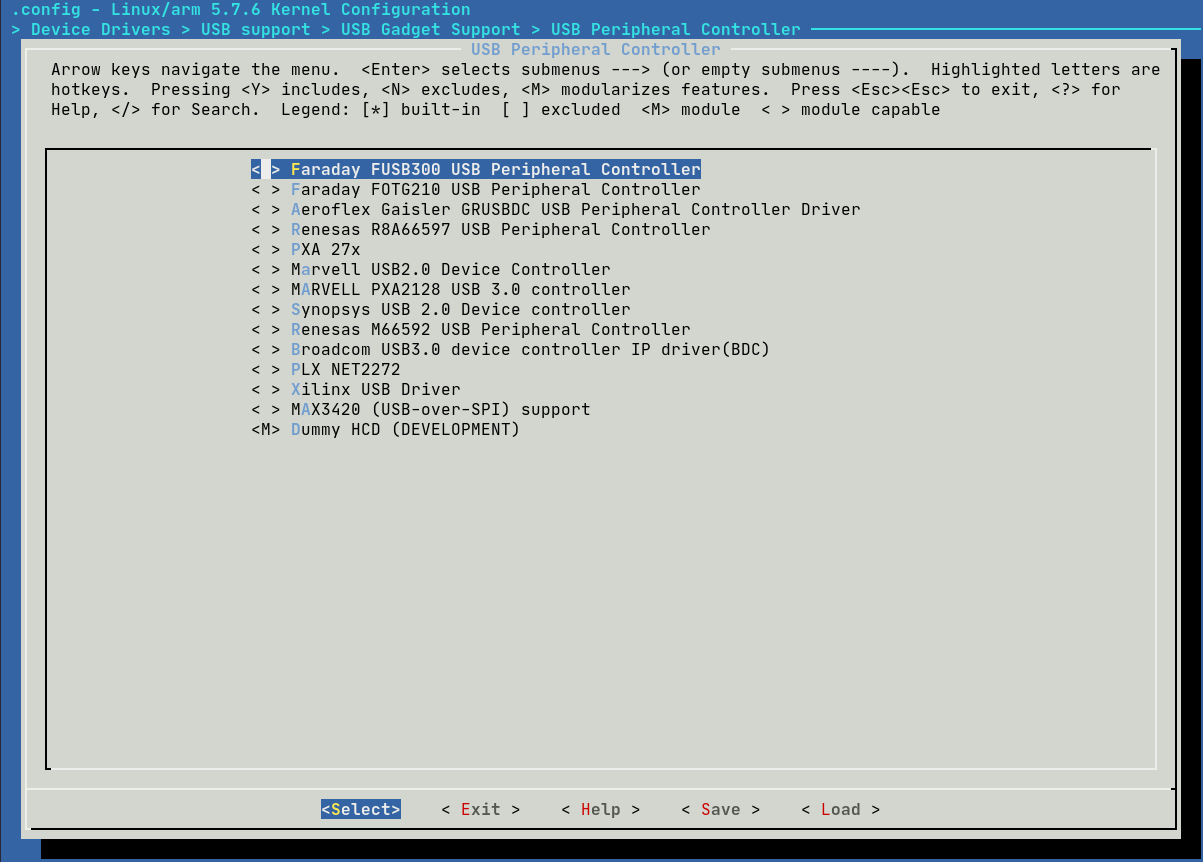 .config - Linux/arm 5.7.6 Kernel Configuration
> Device Drivers > USB support > USB Gadget Support > USB Peripheral Controller
USB Peripheral Controller
Arrow keys navigate the menu.  <Enter> selects submenus ---> (or empty submenus ----).  Highlighted letters are
hotkeys.  Pressing <Y> includes, <N> excludes, <M> modularizes features.  Press <Esc><Esc> to exit, <?> for
Help, </> for Search.  Legend: [*] built-in  [ ] excluded  <M> module  < > module capable
< > Faraday FUSB300 USB Peripheral Controller
< > Faraday FOTG210 USB Peripheral Controller
< > Aeroflex Gaisler GRUSBDC USB Peripheral Controller Driver
< > Renesas R8A66597 USB Peripheral Controller
< > PXA 27x
< > Marvell USB2.0 Device Controller
< > MARVELL PXA2128 USB 3.0 controller
< > Synopsys USB 2.0 Device controller
< > Renesas M66592 USB Peripheral Controller
< > Broadcom USB3.0 device controller IP driver(BDC)
< > PLX NET2272
< > Xilinx USB Driver
< > MAX3420 (USB-over-SPI) support
<M> Dummy HCD (DEVELOPMENT)
<Select>    < Exit >    < Help >    < Save >    < Load >